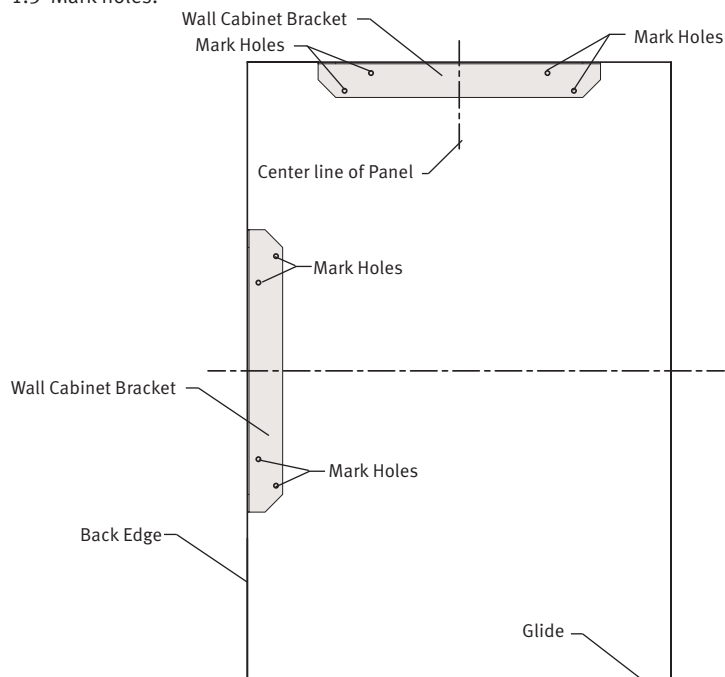 1.5 Mark holes.
Wall Cabinet Bracket
Mark Holes
Mark Holes
Center line of Panel
Mark Holes
Wall Cabinet Bracket
Mark Holes
Back Edge
Glide